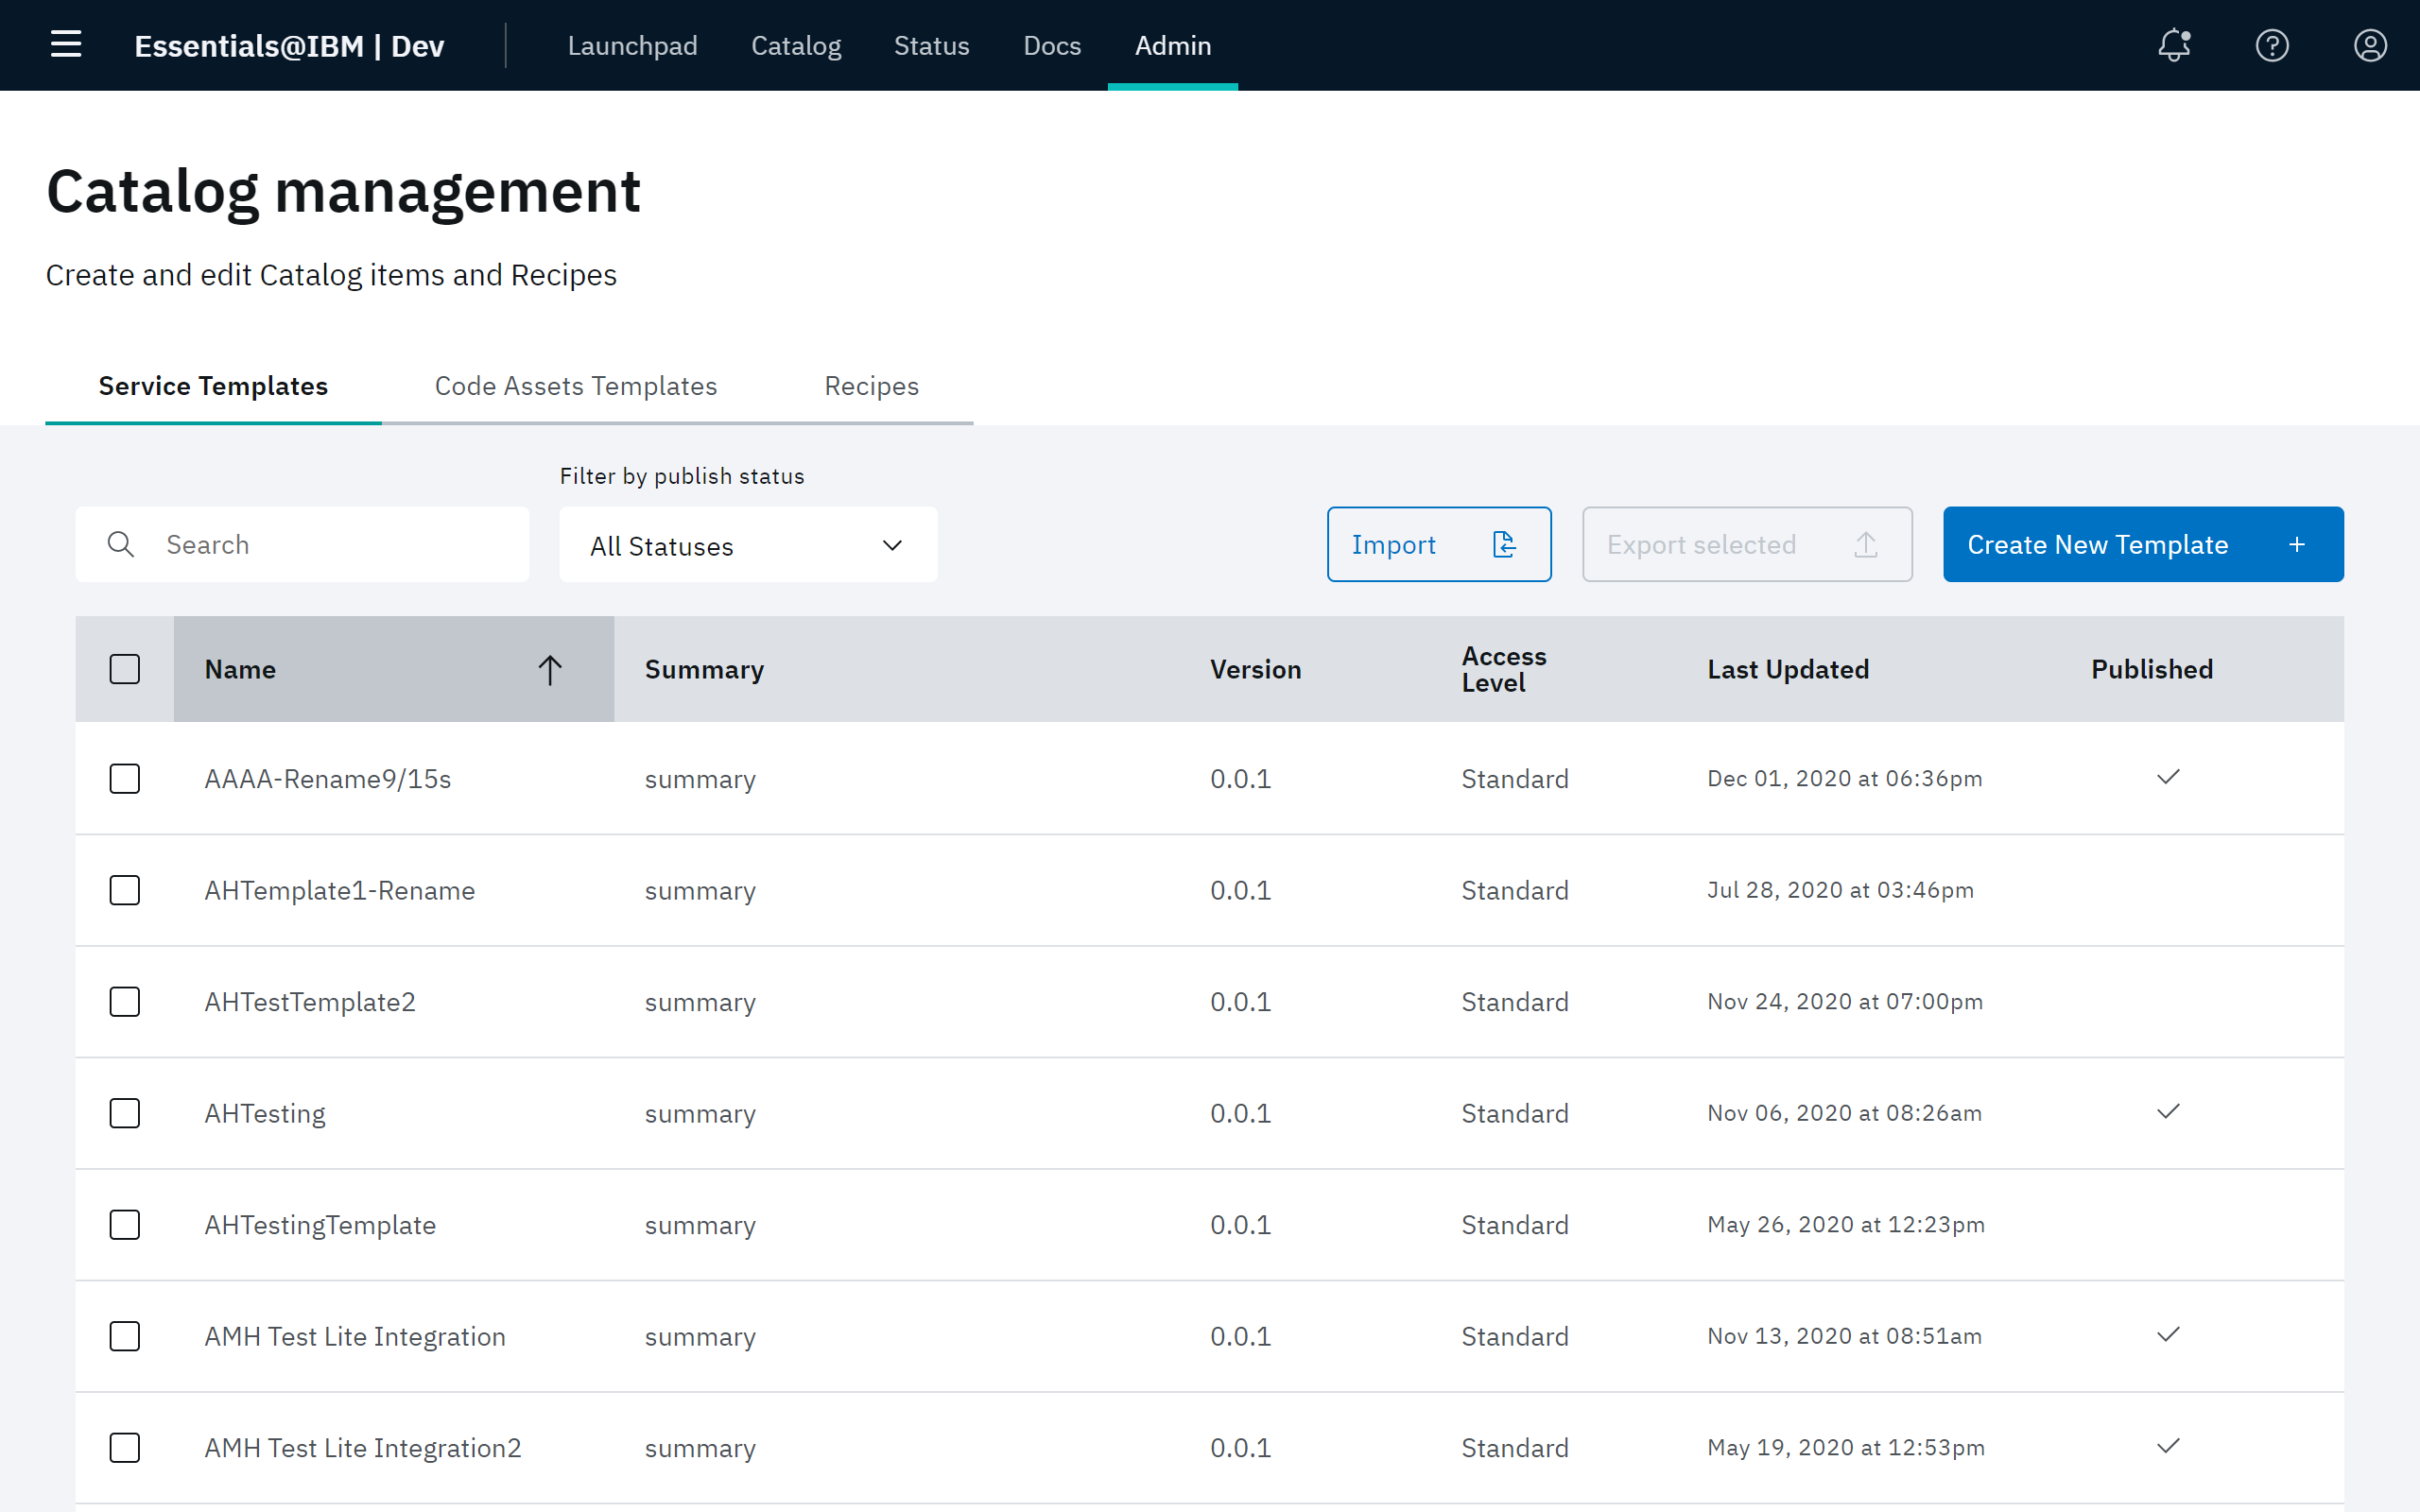 Essentials@IBM | Dev Launchpad Catalog Status Docs Admin
Catalog management
Create and edit Catalog items and Recipes
Service Templates Code Assets Templates Recipes
Filter by publish status
Search All Statuses Import Export selected Create New Template +
Name Summary Version Access Level Last Updated Published
AAAA-Rename9/15s summary 0.0.1 Standard Dec 01, 2020 at 06:36pm
AHTemplate1-Rename summary 0.0.1 Standard Jul 28, 2020 at 03:46pm
AHTestTemplate2 summary 0.0.1 Standard Nov 24, 2020 at 07:00pm
AHTesting summary 0.0.1 Standard Nov 06, 2020 at 08:26am
AHTestingTemplate summary 0.0.1 Standard May 26, 2020 at 12:23pm
AMH Test Lite Integration summary 0.0.1 Standard Nov 13, 2020 at 08:51am
AMH Test Lite Integration2 summary 0.0.1 Standard May 19, 2020 at 12:53pm